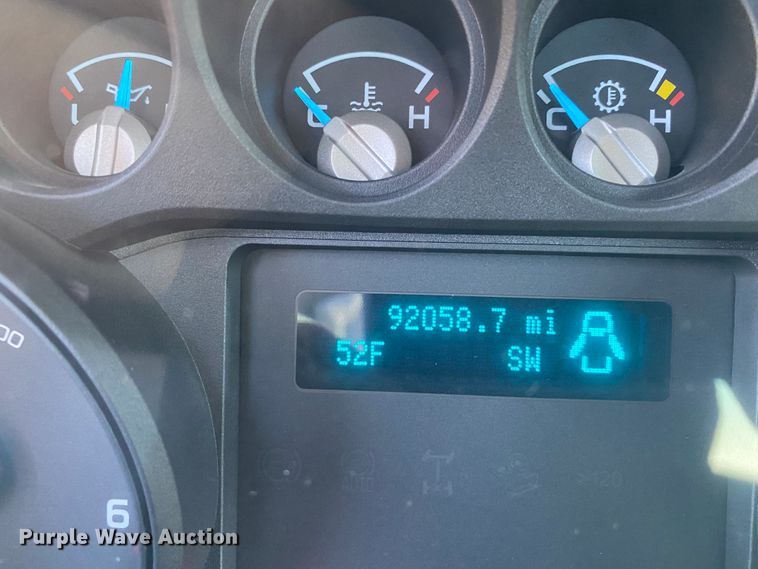 C H
C H
92058.7 mi
52F SW
6
Purple Wave Auction